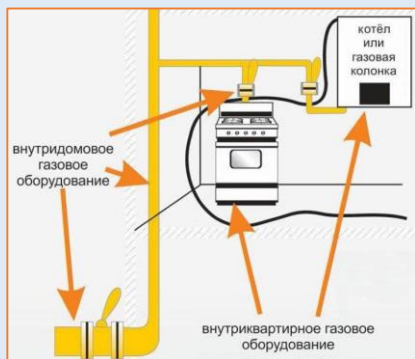 котёл
или
газовая
колонка
внутридомовое
газовое
оборудование
внутриквартирное газовое
оборудование